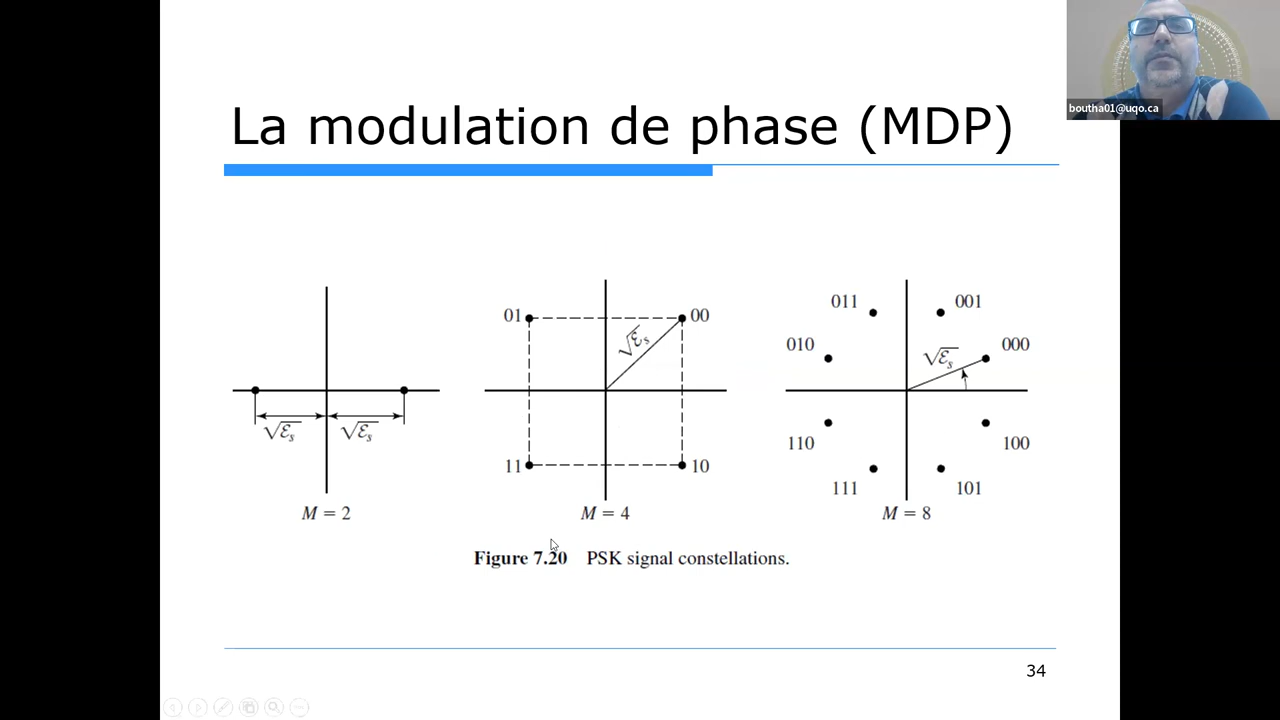 boutha01@uqo.ca
La modulation de phase (MDP)
√ℰs √ℰs
M = 2
01 00
√ℰs
11 10
M = 4
011 001
010 000
√ℰs
110 100
111 101
M = 8
Figure 7.20 PSK signal constellations.
34